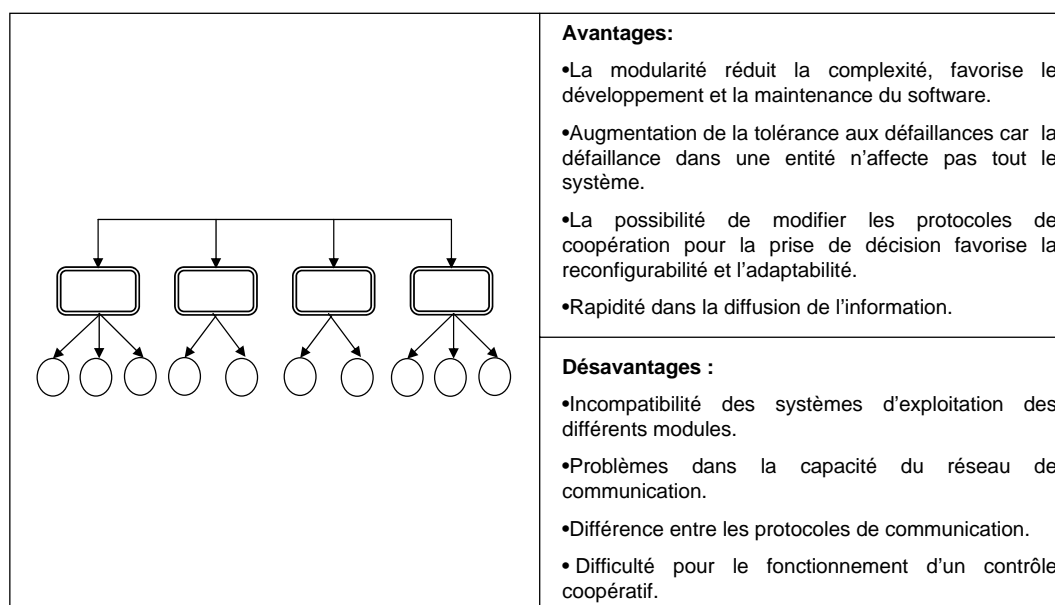 Avantages:
•La modularité réduit la complexité, favorise le
développement et la maintenance du software.
•Augmentation de la tolérance aux défaillances car la
défaillance dans une entité n’affecte pas tout le
système.
•La possibilité de modifier les protocoles de
coopération pour la prise de décision favorise la
reconfigurabilité et l’adaptabilité.
•Rapidité dans la diffusion de l’information.
Désavantages :
•Incompatibilité des systèmes d’exploitation des
différents modules.
•Problèmes dans la capacité du réseau de
communication.
•Différence entre les protocoles de communication.
• Difficulté pour le fonctionnement d’un contrôle
coopératif.